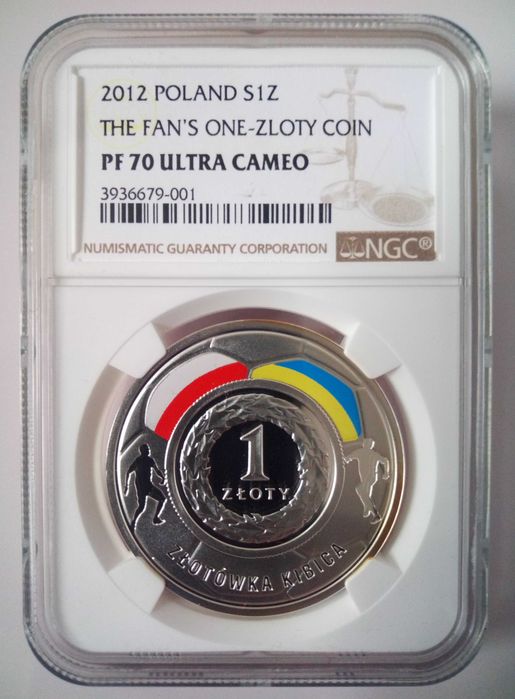 2012 POLAND S1Z
THE FAN'S ONE-ZLOTY COIN
PF 70 ULTRA CAMEO
3936679-001
NUMISMATIC GUARANTY CORPORATION
NGC®
1
ZŁOTY
ZŁOTÓWKA KIBICA